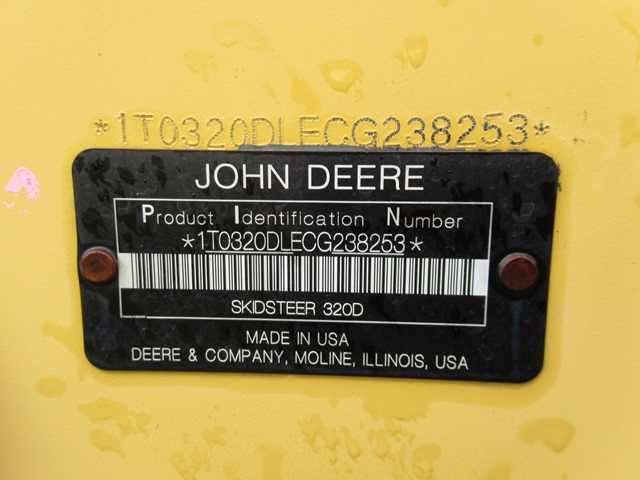 *1T0320DLECG238253*
JOHN DEERE
Product Identification Number
*1T0320DLECG238253*
SKIDSTEER 320D
MADE IN USA
DEERE & COMPANY, MOLINE, ILLINOIS, USA